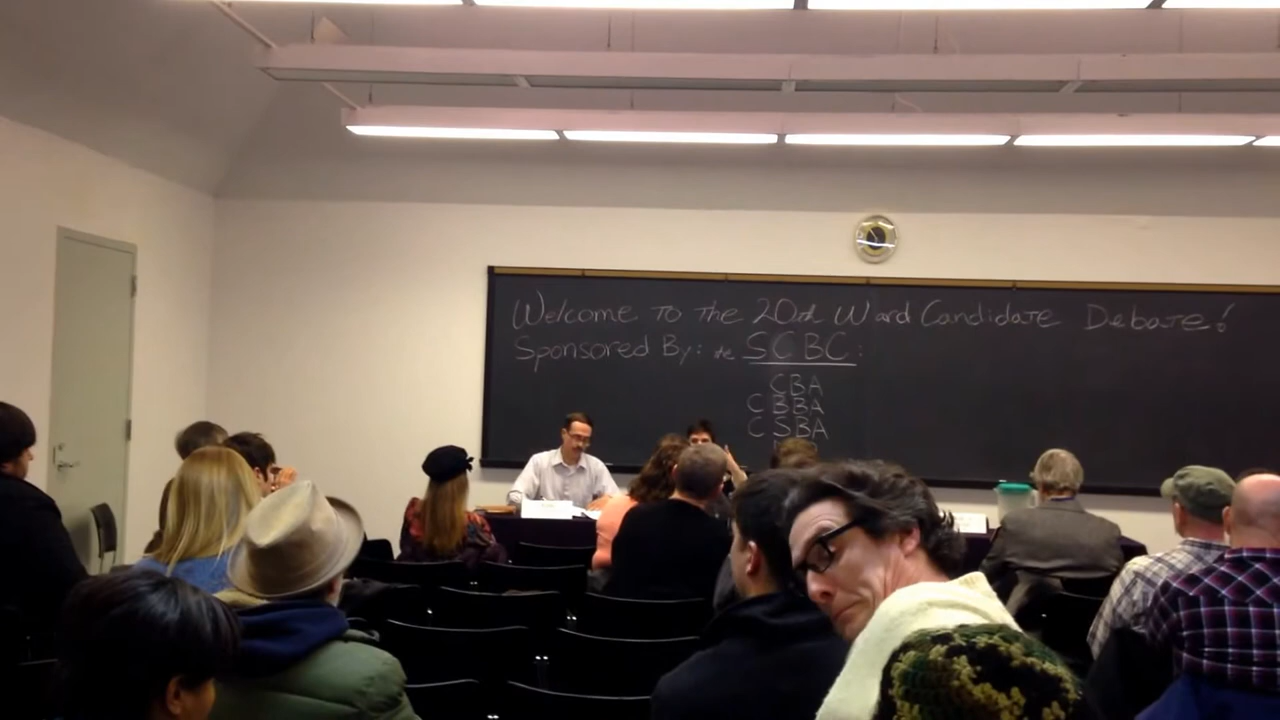 Welcome To the 20th Ward Candidate Debate!
Sponsored By: the SCBC:
CBA
CBBA
CSBA